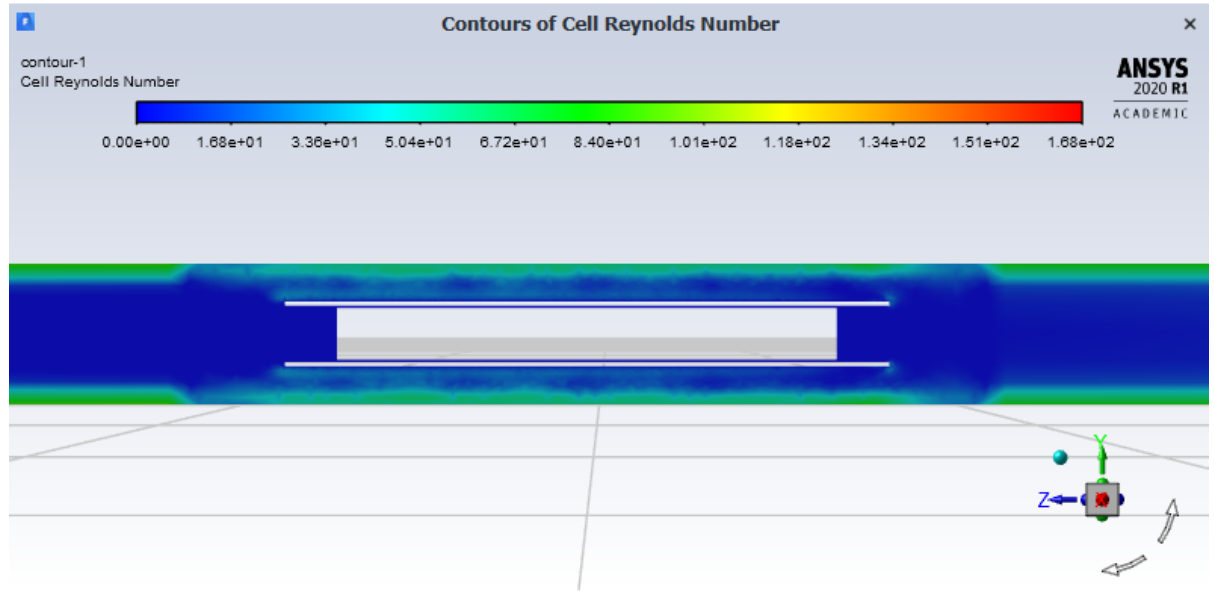 Contours of Cell Reynolds Number ×
contour-1
Cell Reynolds Number
ANSYS
2020 R1
ACADEMIC
0.00e+00 1.68e+01 3.36e+01 5.04e+01 6.72e+01 8.40e+01 1.01e+02 1.18e+02 1.34e+02 1.51e+02 1.68e+02
Y
Z